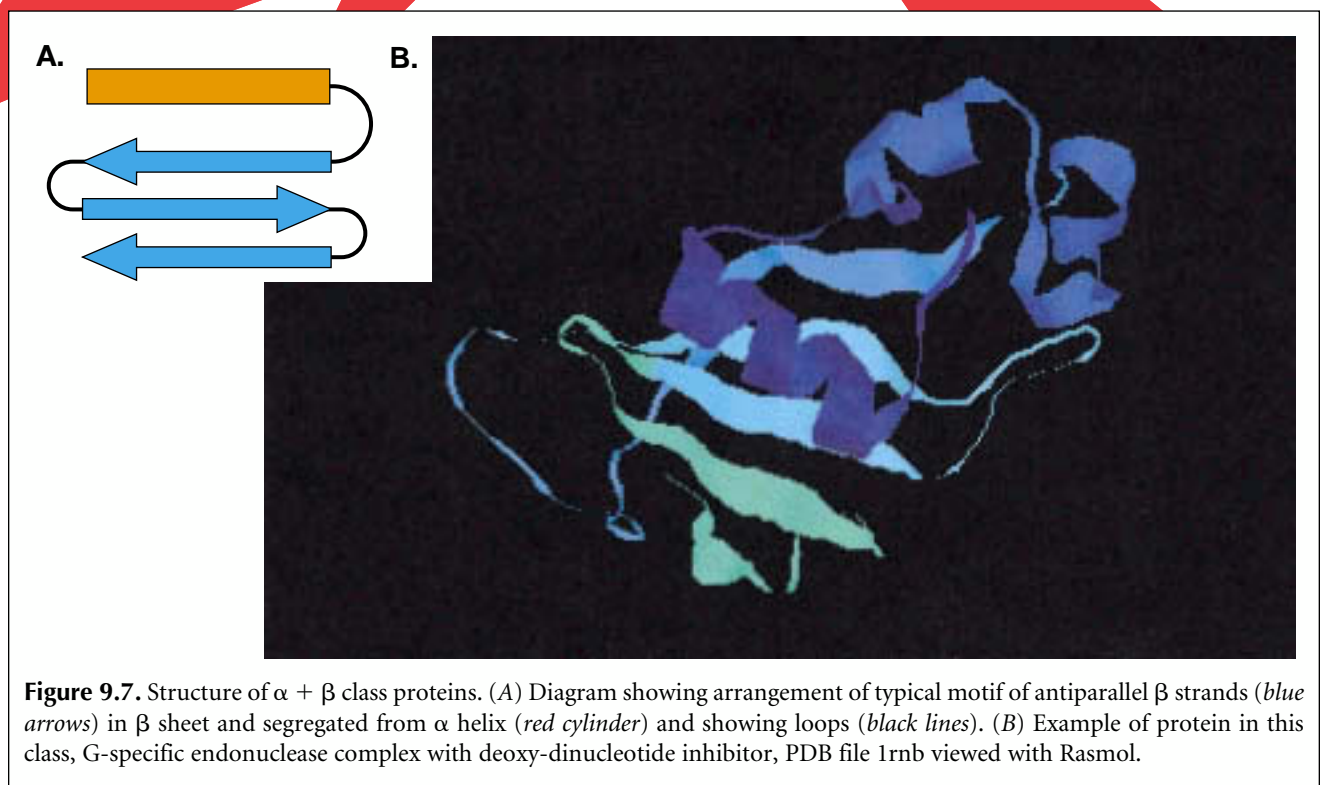 A.
B.
Figure 9.7. Structure of α + β class proteins. (A) Diagram showing arrangement of typical motif of antiparallel β strands (blue
arrows) in β sheet and segregated from α helix (red cylinder) and showing loops (black lines). (B) Example of protein in this
class, G-specific endonuclease complex with deoxy-dinucleotide inhibitor, PDB file 1rnb viewed with Rasmol.